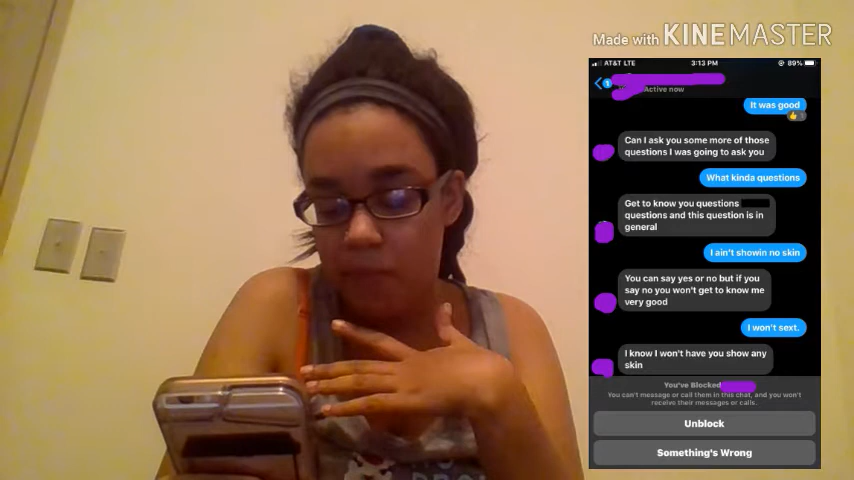 Made with KINEMASTER
AT&T LTE 3:13 PM 89%
1
Active now
It was good
👍 1
Can I ask you some more of those
questions I was going to ask you
What kinda questions
Get to know you questions
questions and this question is in
general
I ain't showin no skin
You can say yes or no but if you
say no you won't get to know me
very good
I won't sext.
I know I won't have you show any
skin
You've Blocked
You can't message or call them in this chat, and you won't
receive their messages or calls.
Unblock
Something's Wrong